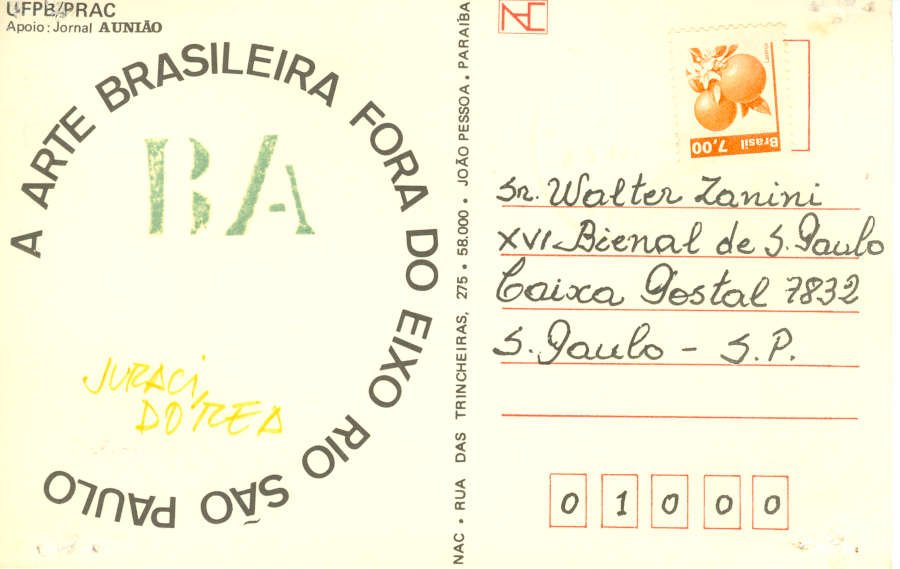 UFPB/PRAC
Apoio: Jornal A UNIÃO
A ARTE BRASILEIRA FORA DO EIXO RIO SÃO PAULO
BA
JURACI
DÓREA
NAC • RUA DAS TRINCHEIRAS, 275 • 58.000 • JOÃO PESSOA • PARAÍBA
Brasil
7,00
Sr. Walter Zanini
XVI Bienal de S. Paulo
Caixa Postal 7832
S. Paulo - S.P.
01000